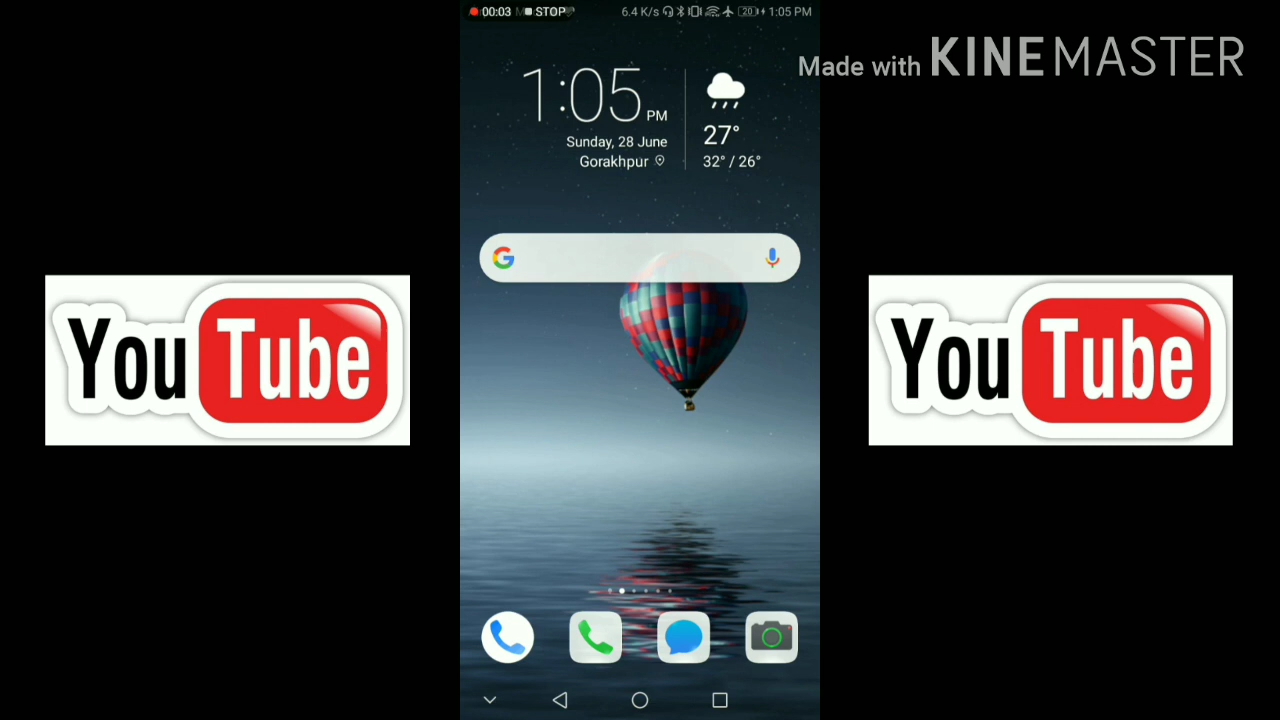 00:03 STOP 6.4 K/s 20 1:05 PM
Made with KINEMASTER
1:05 PM
27°
Sunday, 28 June
Gorakhpur
32° / 26°
YouTube
YouTube